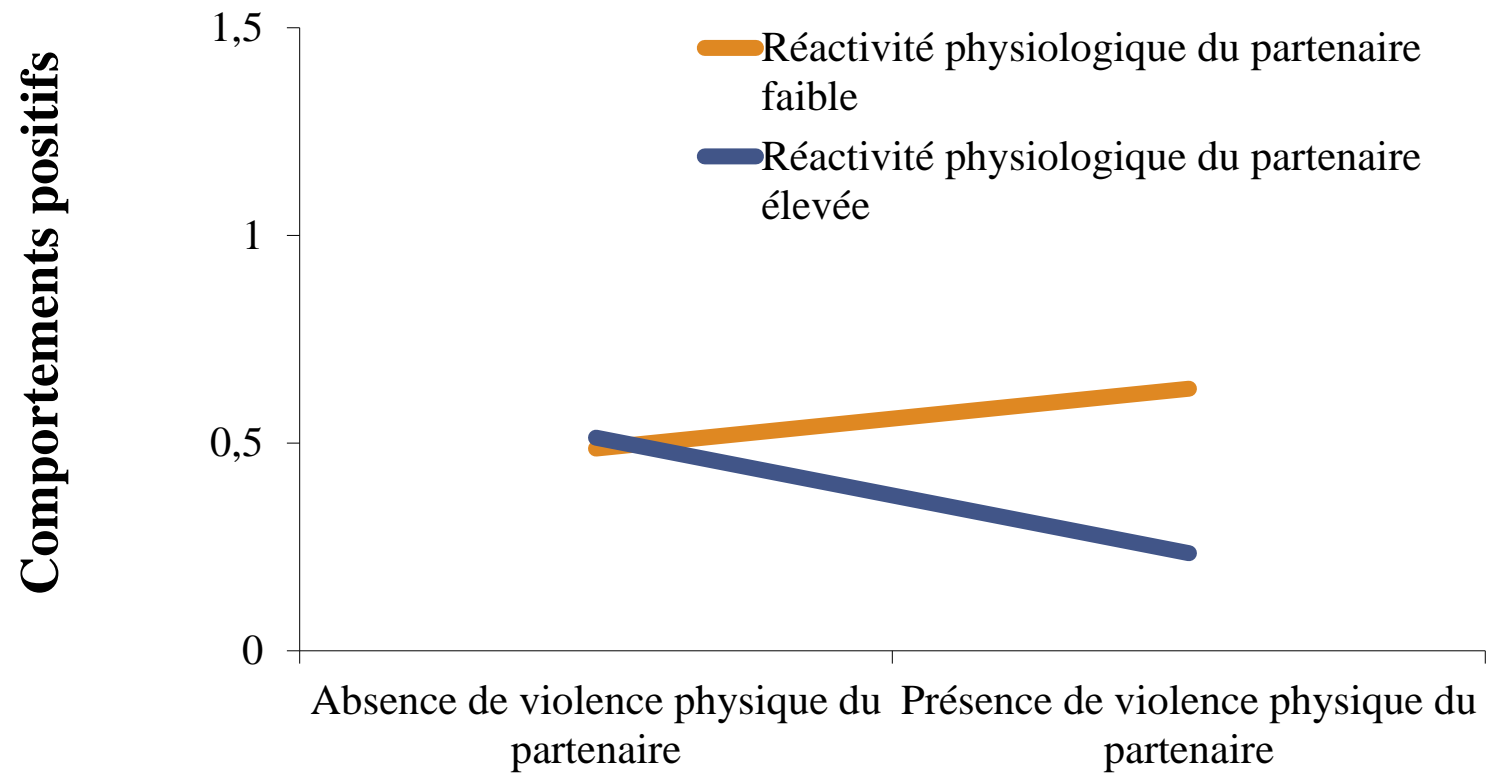 Comportements positifs
1,5
1
0,5
0
Réactivité physiologique du partenaire
faible
Réactivité physiologique du partenaire
élevée
Absence de violence physique du
partenaire
Présence de violence physique du
partenaire